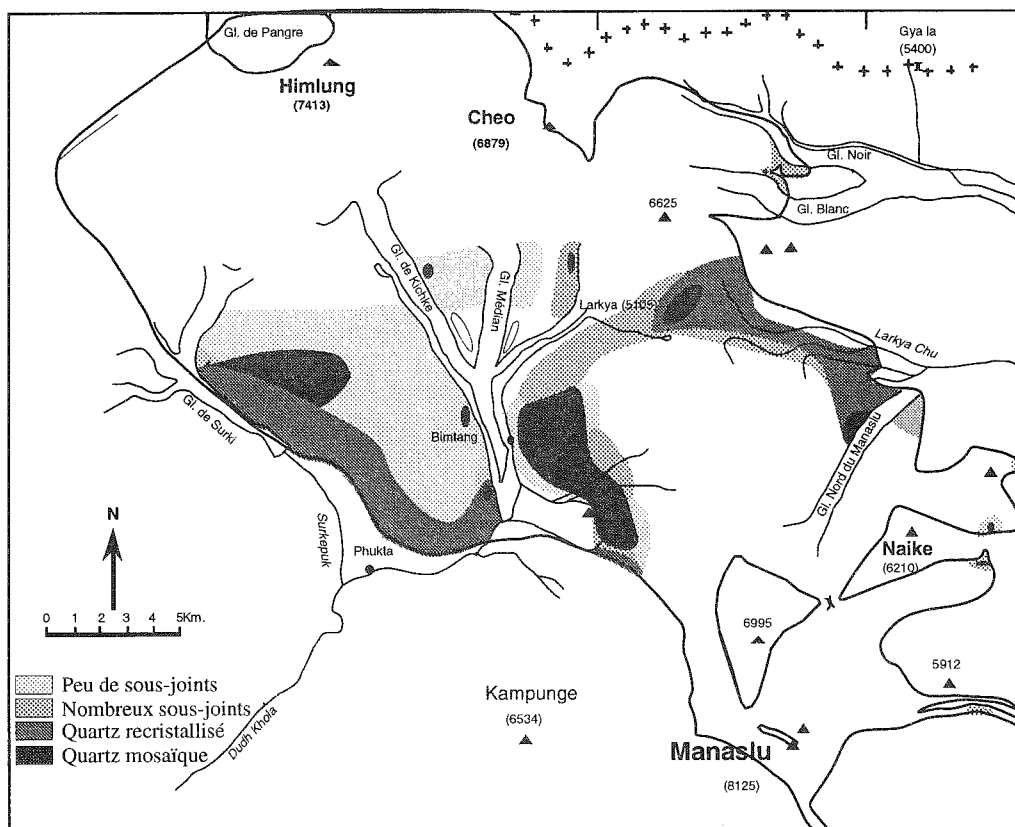 Gl. de Pangre
Himlung
(7413)
Cheo
(6879)
Gya la
(5400)
Gl. Noir
Gl. Blanc
6625
Gl. de Kichke
Gl. Médian
Larkya (5105)
Larkya Chu
Gl. de Surki
Bimtang
Gl. Nord du Manaslu
N
Surkepuk
Phukta
Naike
(6210)
0 1 2 3 4 5Km.
6995
5912
Peu de sous-joints
Nombreux sous-joints
Quartz recristallisé
Quartz mosaïque
Dudh Khola
Kampunge
(6534)
Manaslu
(8125)